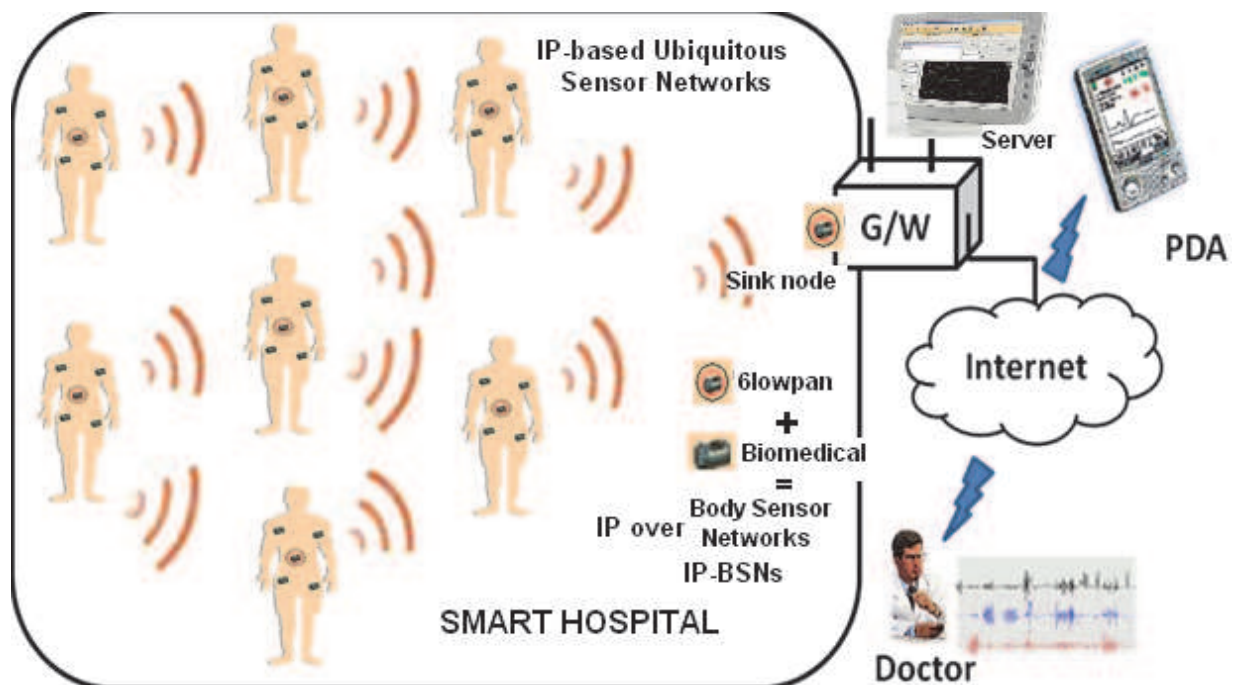 IP-based Ubiquitous
Sensor Networks
Server
G/W
PDA
Sink node
Internet
6lowpan
+
Biomedical
=
IP over Body Sensor
Networks
IP-BSNs
SMART HOSPITAL
Doctor